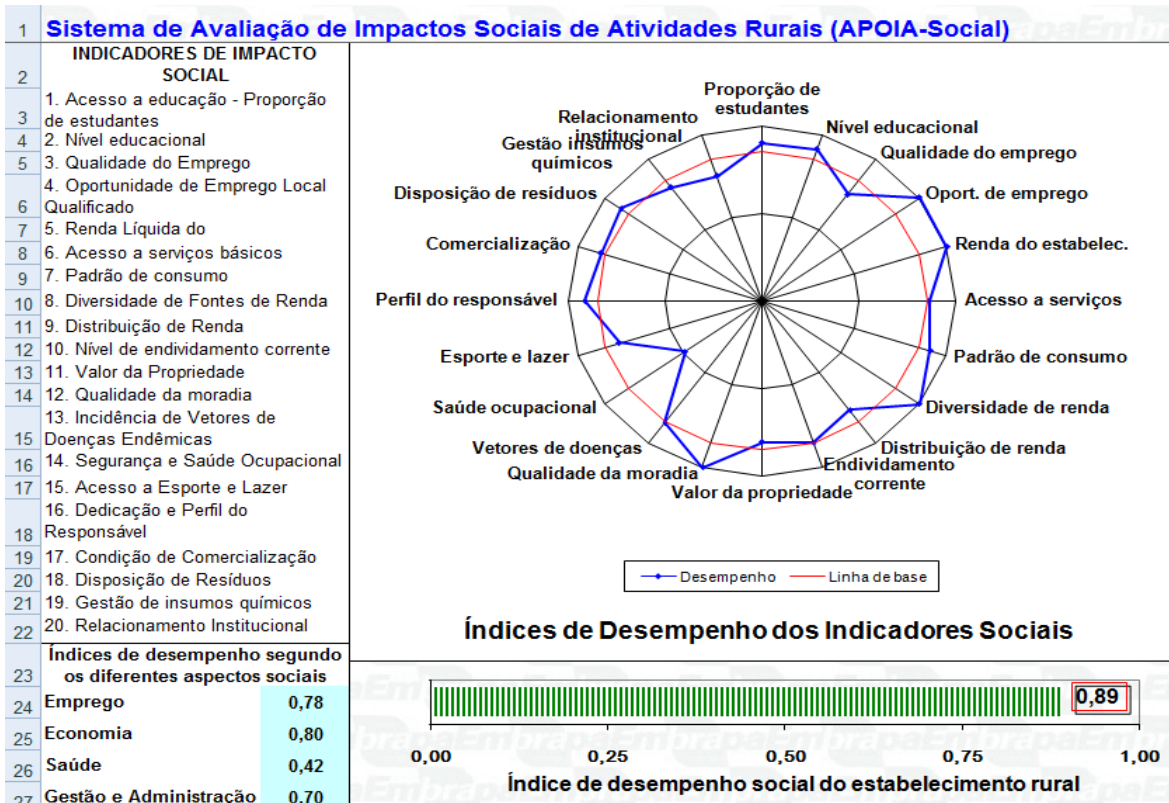 1
Sistema de Avaliação de Impactos Sociais de Atividades Rurais (APOIA-Social)
INDICADORES DE IMPACTO
2
SOCIAL
1. Acesso a educação - Proporção
3
de estudantes
4
2. Nível educacional
5
3. Qualidade do Emprego
4. Oportunidade de Emprego Local
6
Qualificado
7
5. Renda Líquida do
8
6. Acesso a serviços básicos
9
7. Padrão de consumo
10
8. Diversidade de Fontes de Renda
11
9. Distribuição de Renda
12
10. Nível de endividamento corrente
13
11. Valor da Propriedade
14
12. Qualidade da moradia
13. Incidência de Vetores de
15
Doenças Endêmicas
16
14. Segurança e Saúde Ocupacional
17
15. Acesso a Esporte e Lazer
16. Dedicação e Perfil do
18
Responsável
19
17. Condição de Comercialização
20
18. Disposição de Resíduos
21
19. Gestão de insumos químicos
22
20. Relacionamento Institucional
Índices de desempenho segundo
23
os diferentes aspectos sociais
24
Emprego 0,78
25
Economia 0,80
26
Saúde 0,42
27
Gestão e Administração 0,70
Proporção de
estudantes
Nível educacional
Qualidade do emprego
Oport. de emprego
Renda do estabelec.
Acesso a serviços
Padrão de consumo
Diversidade de renda
Distribuição de renda
Endividamento
corrente
Valor da propriedade
Qualidade da moradia
Vetores de doenças
Saúde ocupacional
Esporte e lazer
Perfil do responsável
Comercialização
Disposição de resíduos
Gestão insumos
químicos
Relacionamento
institucional
Desempenho
Linha de base
Índices de Desempenho dos Indicadores Sociais
0,89
0,00 0,25 0,50 0,75 1,00
Índice de desempenho social do estabelecimento rural